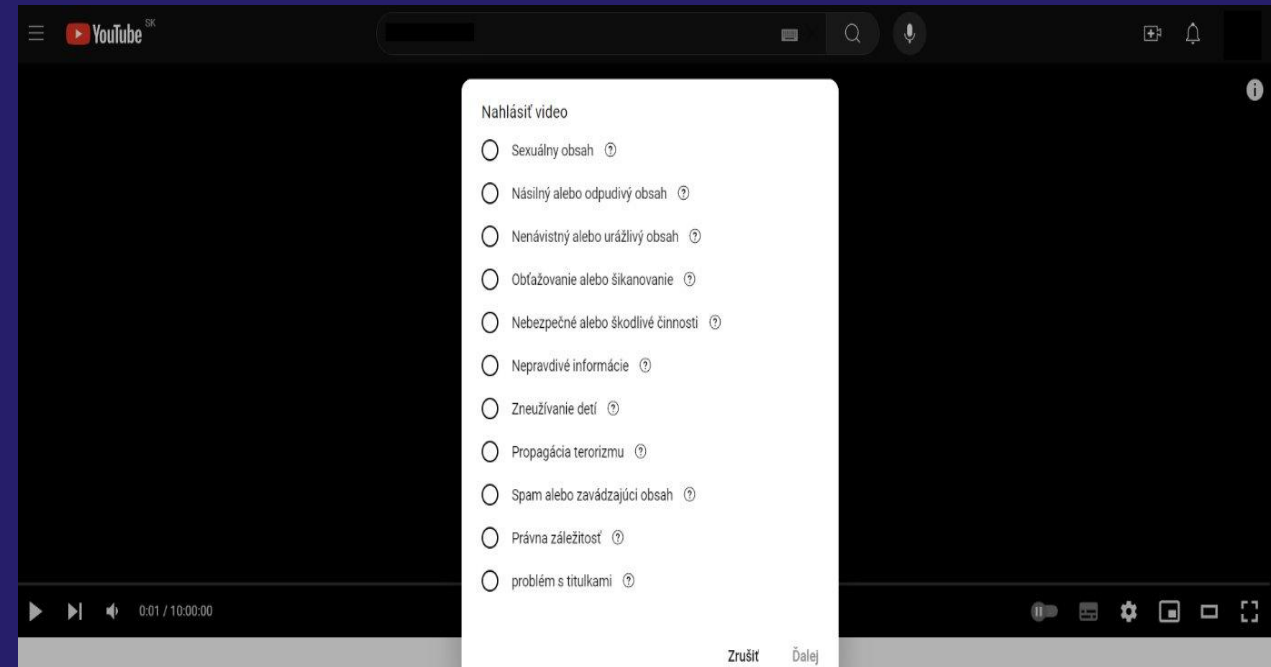 YouTube SK
Nahlásiť video
Sexuálny obsah
Násilný alebo odpudivý obsah
Nenávistný alebo urážlivý obsah
Obťažovanie alebo šikanovanie
Nebezpečné alebo škodlivé činnosti
Nepravdivé informácie
Zneužívanie detí
Propagácia terorizmu
Spam alebo zavádzajúci obsah
Právna záležitosť
problém s titulkami
0:01 / 10:00:00
Zrušiť Ďalej